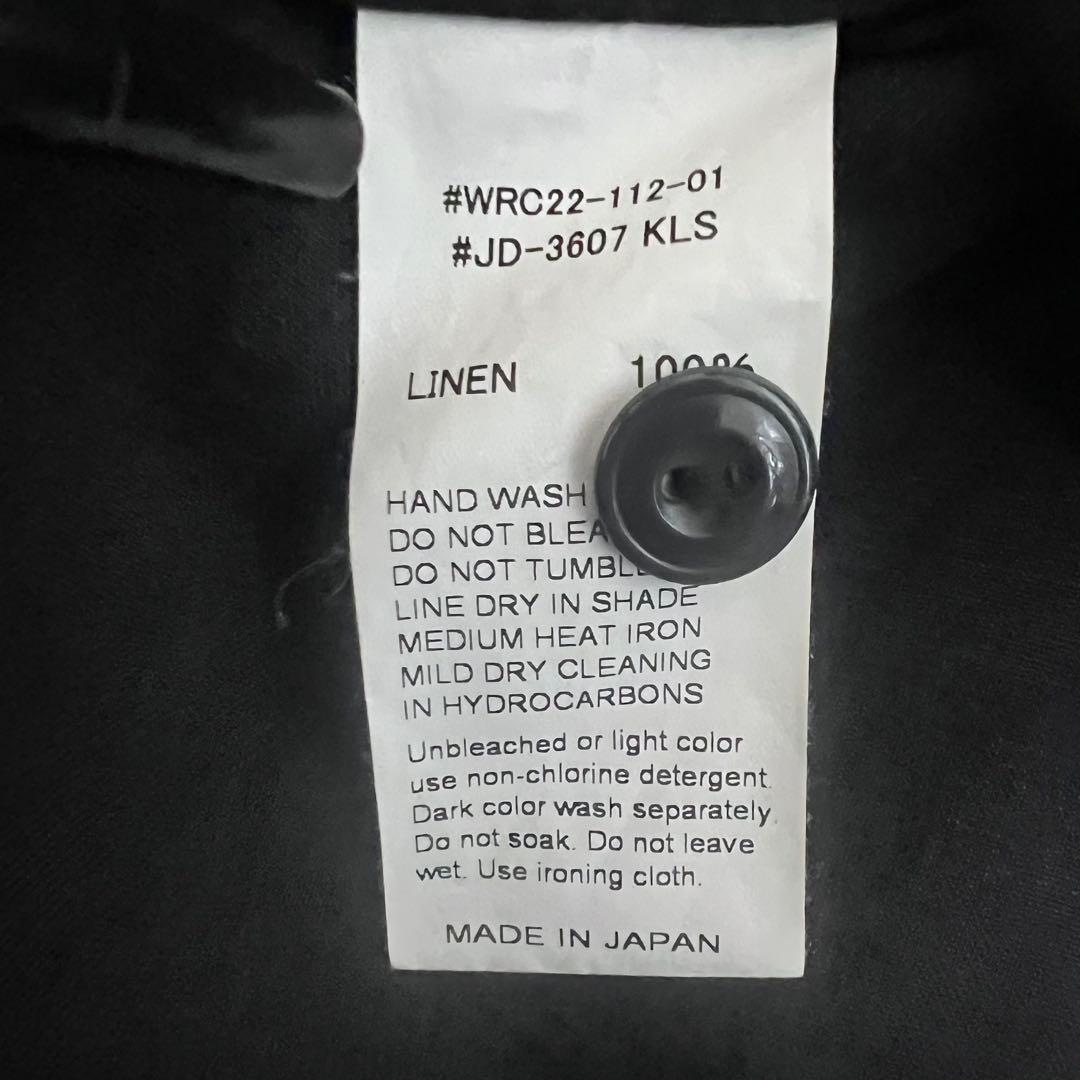 #WRC22-112-01
#JD-3607 KLS
LINEN 100%
HAND WASH
DO NOT
DO NOT
LINE DRY IN SHADE
MEDIUM HEAT IRON
MILD DRY CLEANING
IN HYDROCARBONS
Unbleached or light color
use non-chlorine detergent.
Dark color wash separately.
Do not soak. Do not leave
wet. Use ironing cloth.
MADE IN JAPAN